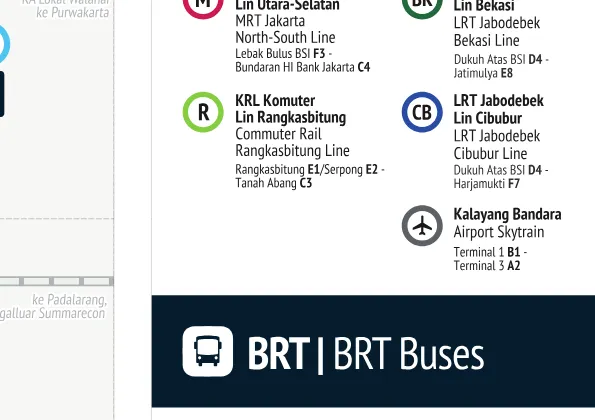 KA Lokal Walahar
ke Purwakarta
ke Padalarang,
galluar Summarecon
M
Lin Utara-Selatan
MRT Jakarta
North-South Line
Lebak Bulus BSI F3 -
Bundaran HI Bank Jakarta C4
R
KRL Komuter
Lin Rangkasbitung
Commuter Rail
Rangkasbitung Line
Rangkasbitung E1/Serpong E2 -
Tanah Abang C3
BK
Lin Bekasi
LRT Jabodebek
Bekasi Line
Dukuh Atas BSI D4 -
Jatimulya E8
CB
LRT Jabodebek
Lin Cibubur
LRT Jabodebek
Cibubur Line
Dukuh Atas BSI D4 -
Harjamukti F7
Kalayang Bandara
Airport Skytrain
Terminal 1 B1 -
Terminal 3 A2
BRT | BRT Buses